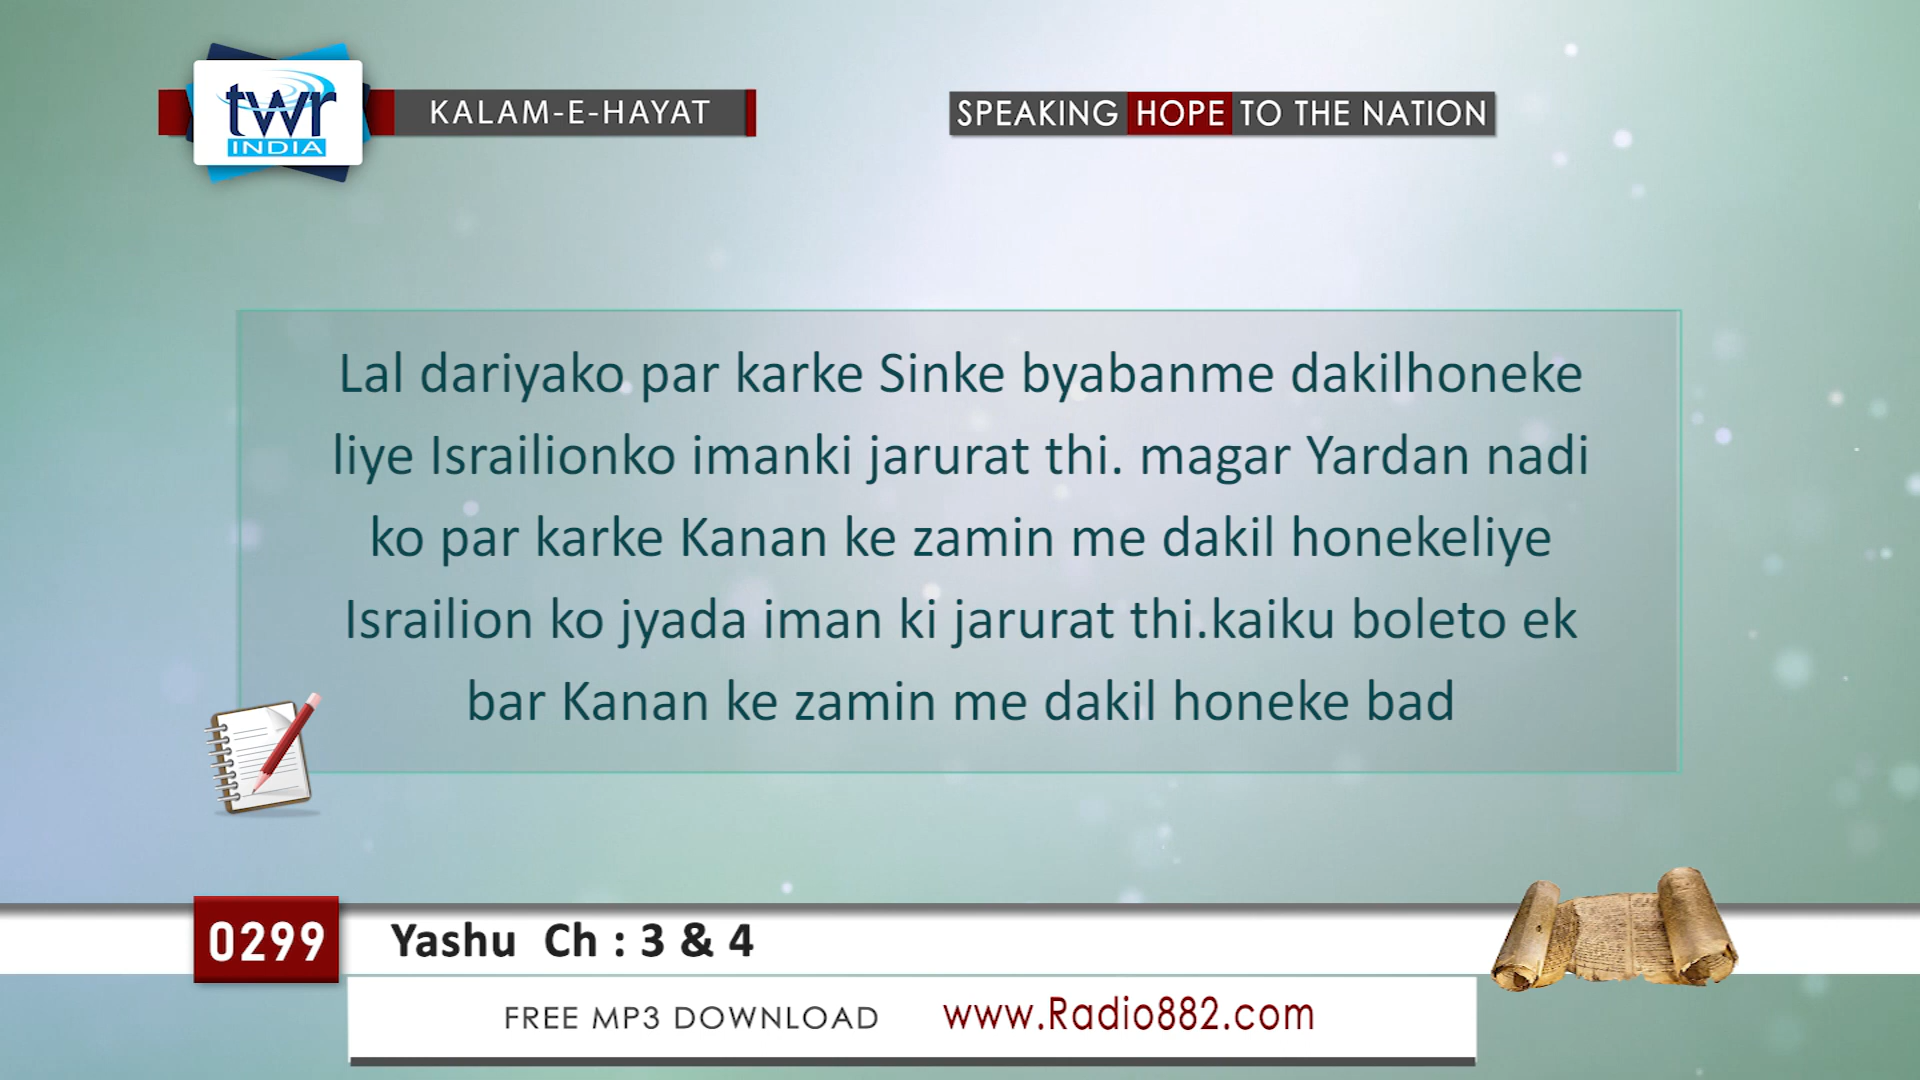 twr
INDIA
KALAM-E-HAYAT
SPEAKING HOPE TO THE NATION
Lal dariyako par karke Sinke byabanme dakilhoneke
liye Israilionko imanki jarurat thi. magar Yardan nadi
ko par karke Kanan ke zamin me dakil honekeliye
Israilion ko jyada iman ki jarurat thi.kaiku boleto ek
bar Kanan ke zamin me dakil honeke bad
0299
Yashu Ch : 3 & 4
FREE MP3 DOWNLOAD www.Radio882.com